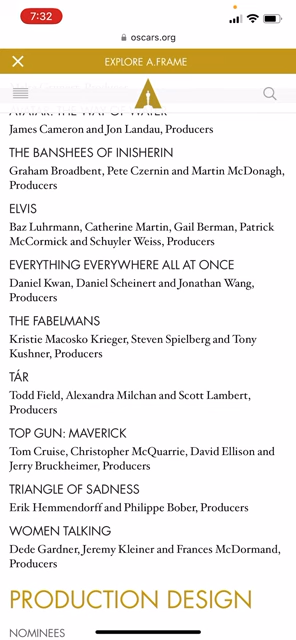 7:32
oscars.org
EXPLORE A.FRAME
AVATAR: THE WAY OF WATER
James Cameron and Jon Landau, Producers
THE BANSHEES OF INISHERIN
Graham Broadbent, Pete Czernin and Martin McDonagh,
Producers
ELVIS
Baz Luhrmann, Catherine Martin, Gail Berman, Patrick
McCormick and Schuyler Weiss, Producers
EVERYTHING EVERYWHERE ALL AT ONCE
Daniel Kwan, Daniel Scheinert and Jonathan Wang,
Producers
THE FABELMANS
Kristie Macosko Krieger, Steven Spielberg and Tony
Kushner, Producers
TÁR
Todd Field, Alexandra Milchan and Scott Lambert,
Producers
TOP GUN: MAVERICK
Tom Cruise, Christopher McQuarrie, David Ellison and
Jerry Bruckheimer, Producers
TRIANGLE OF SADNESS
Erik Hemmendorff and Philippe Bober, Producers
WOMEN TALKING
Dede Gardner, Jeremy Kleiner and Frances McDormand,
Producers
PRODUCTION DESIGN
NOMINEES